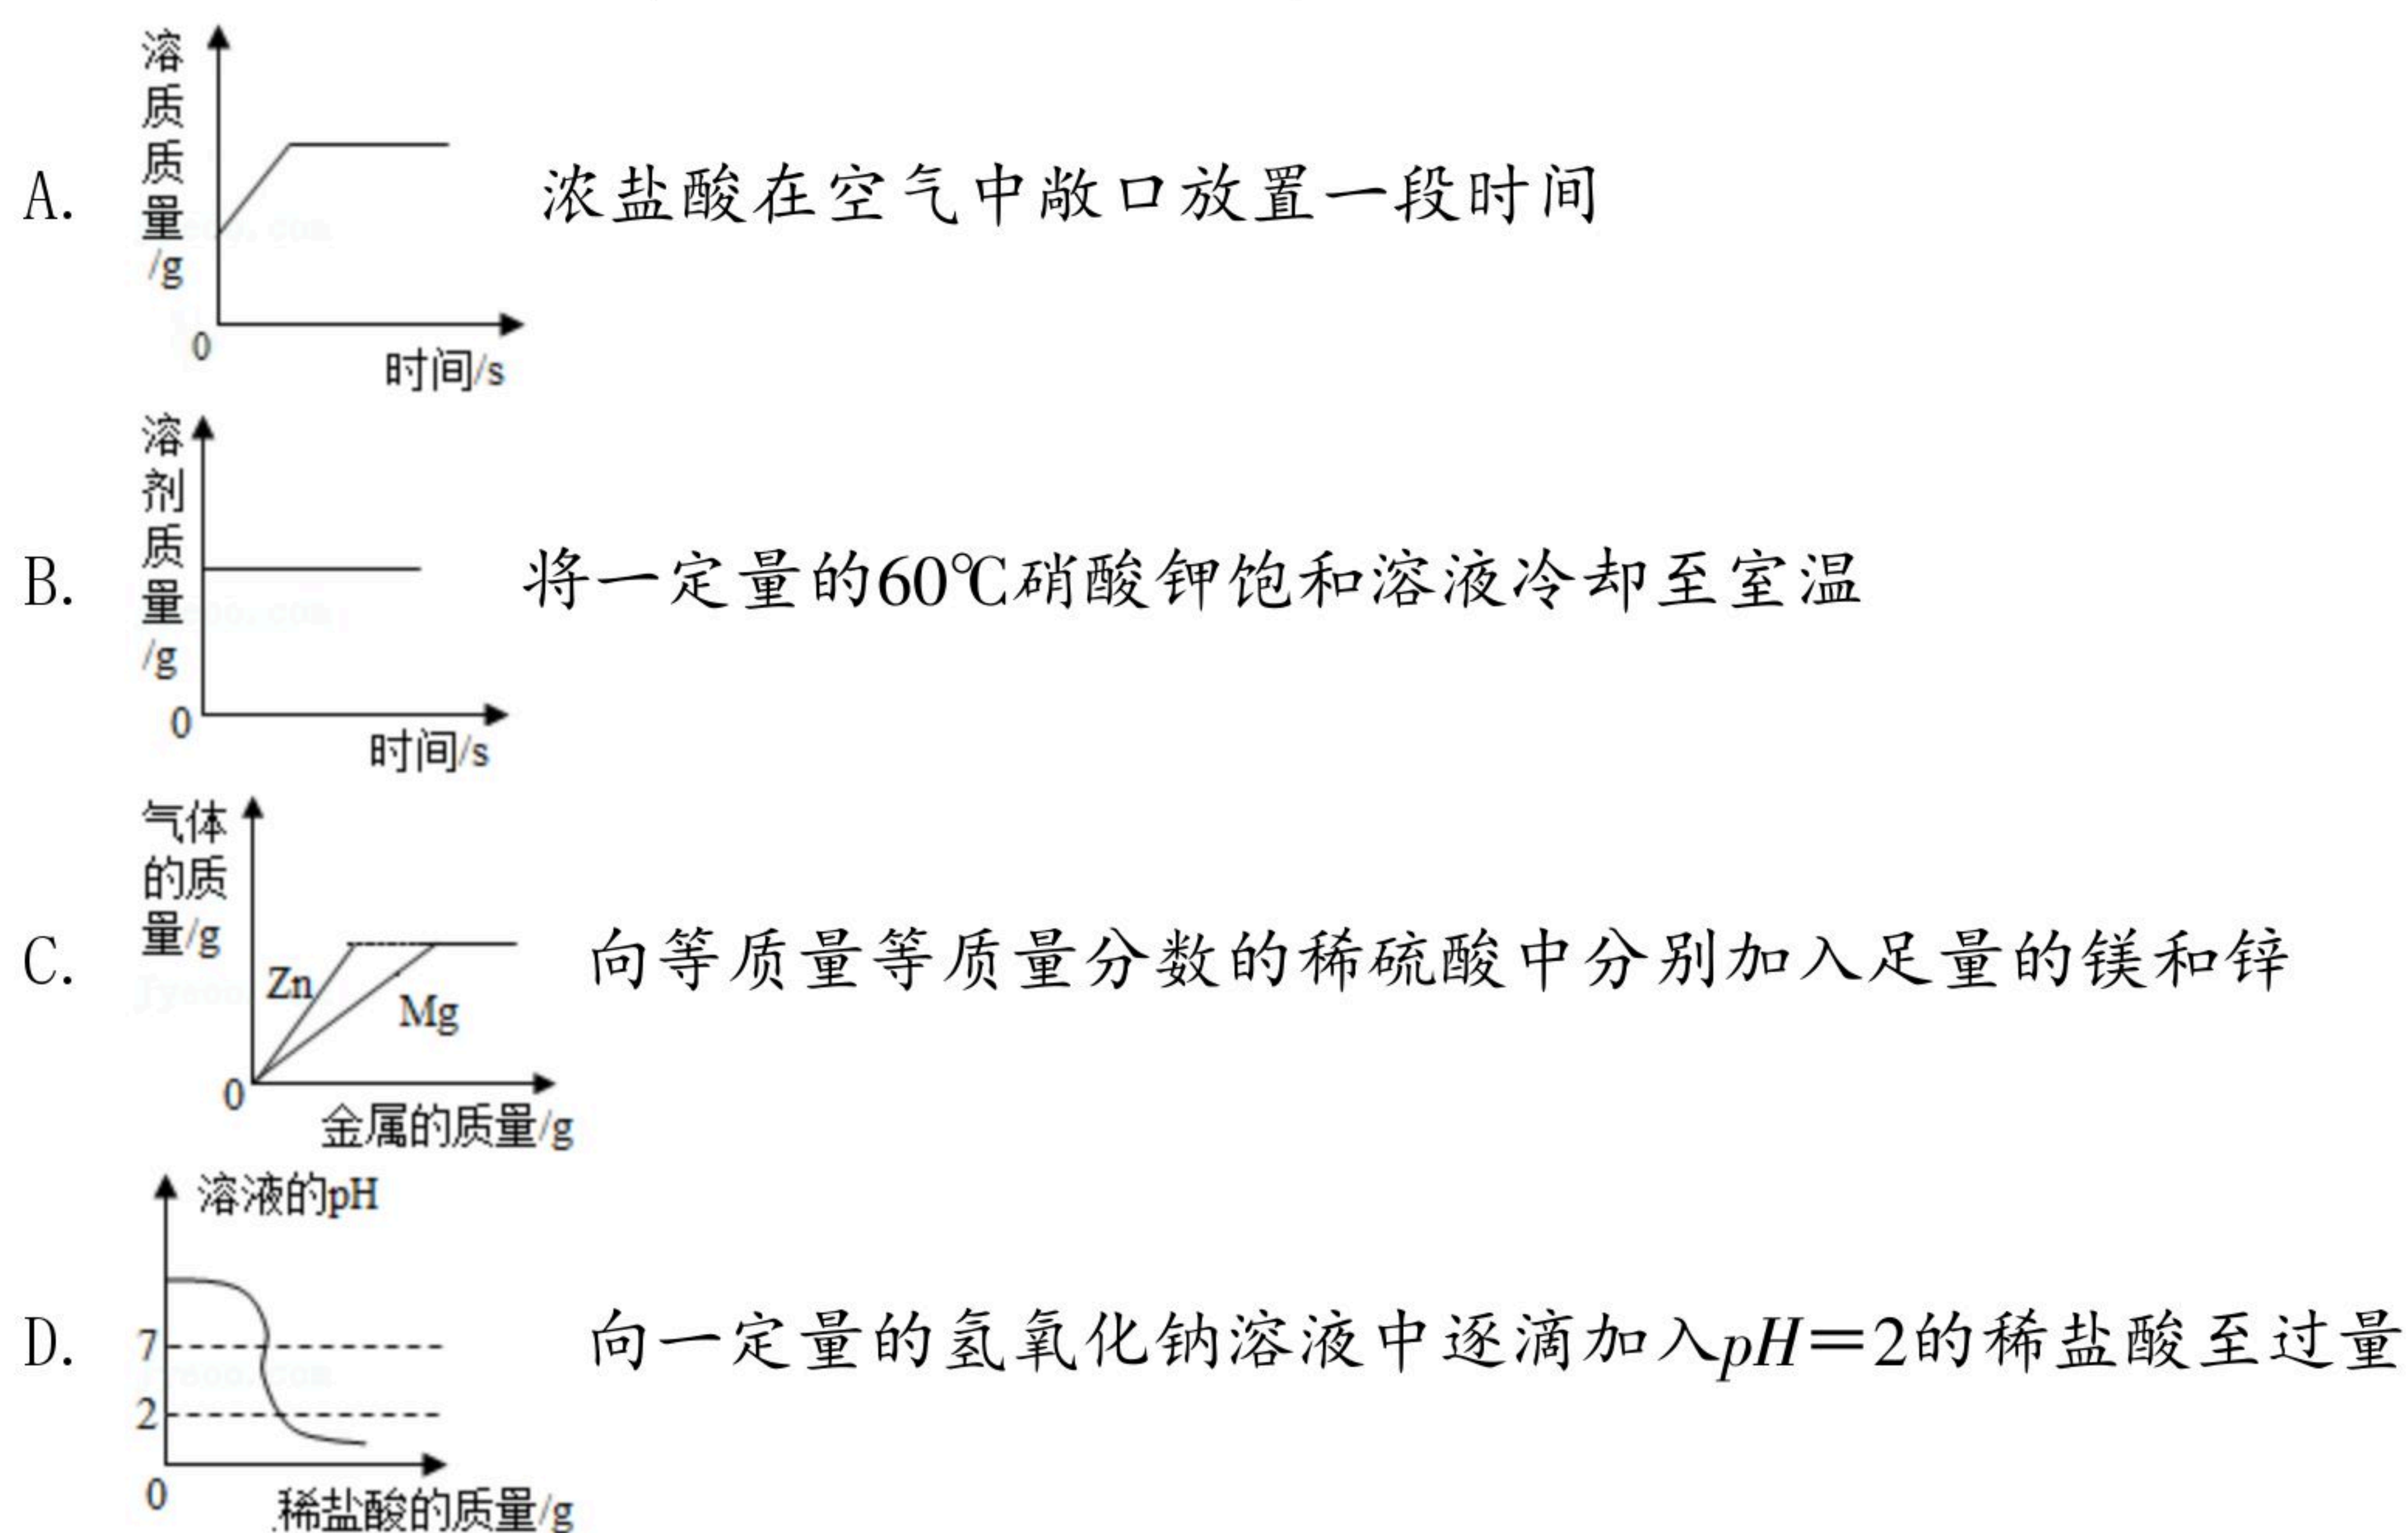 溶质质量/g
A.
浓盐酸在空气中敞口放置一段时间
0
时间/s
溶剂质量/g
B.
将一定量的60℃硝酸钾饱和溶液冷却至室温
0
时间/s
气体的质量/g
C.
Zn
Mg
向等质量等质量分数的稀硫酸中分别加入足量的镁和锌
0
金属的质量/g
溶液的pH
D.
7
2
向一定量的氢氧化钠溶液中逐滴加入pH=2的稀盐酸至过量
0
稀盐酸的质量/g